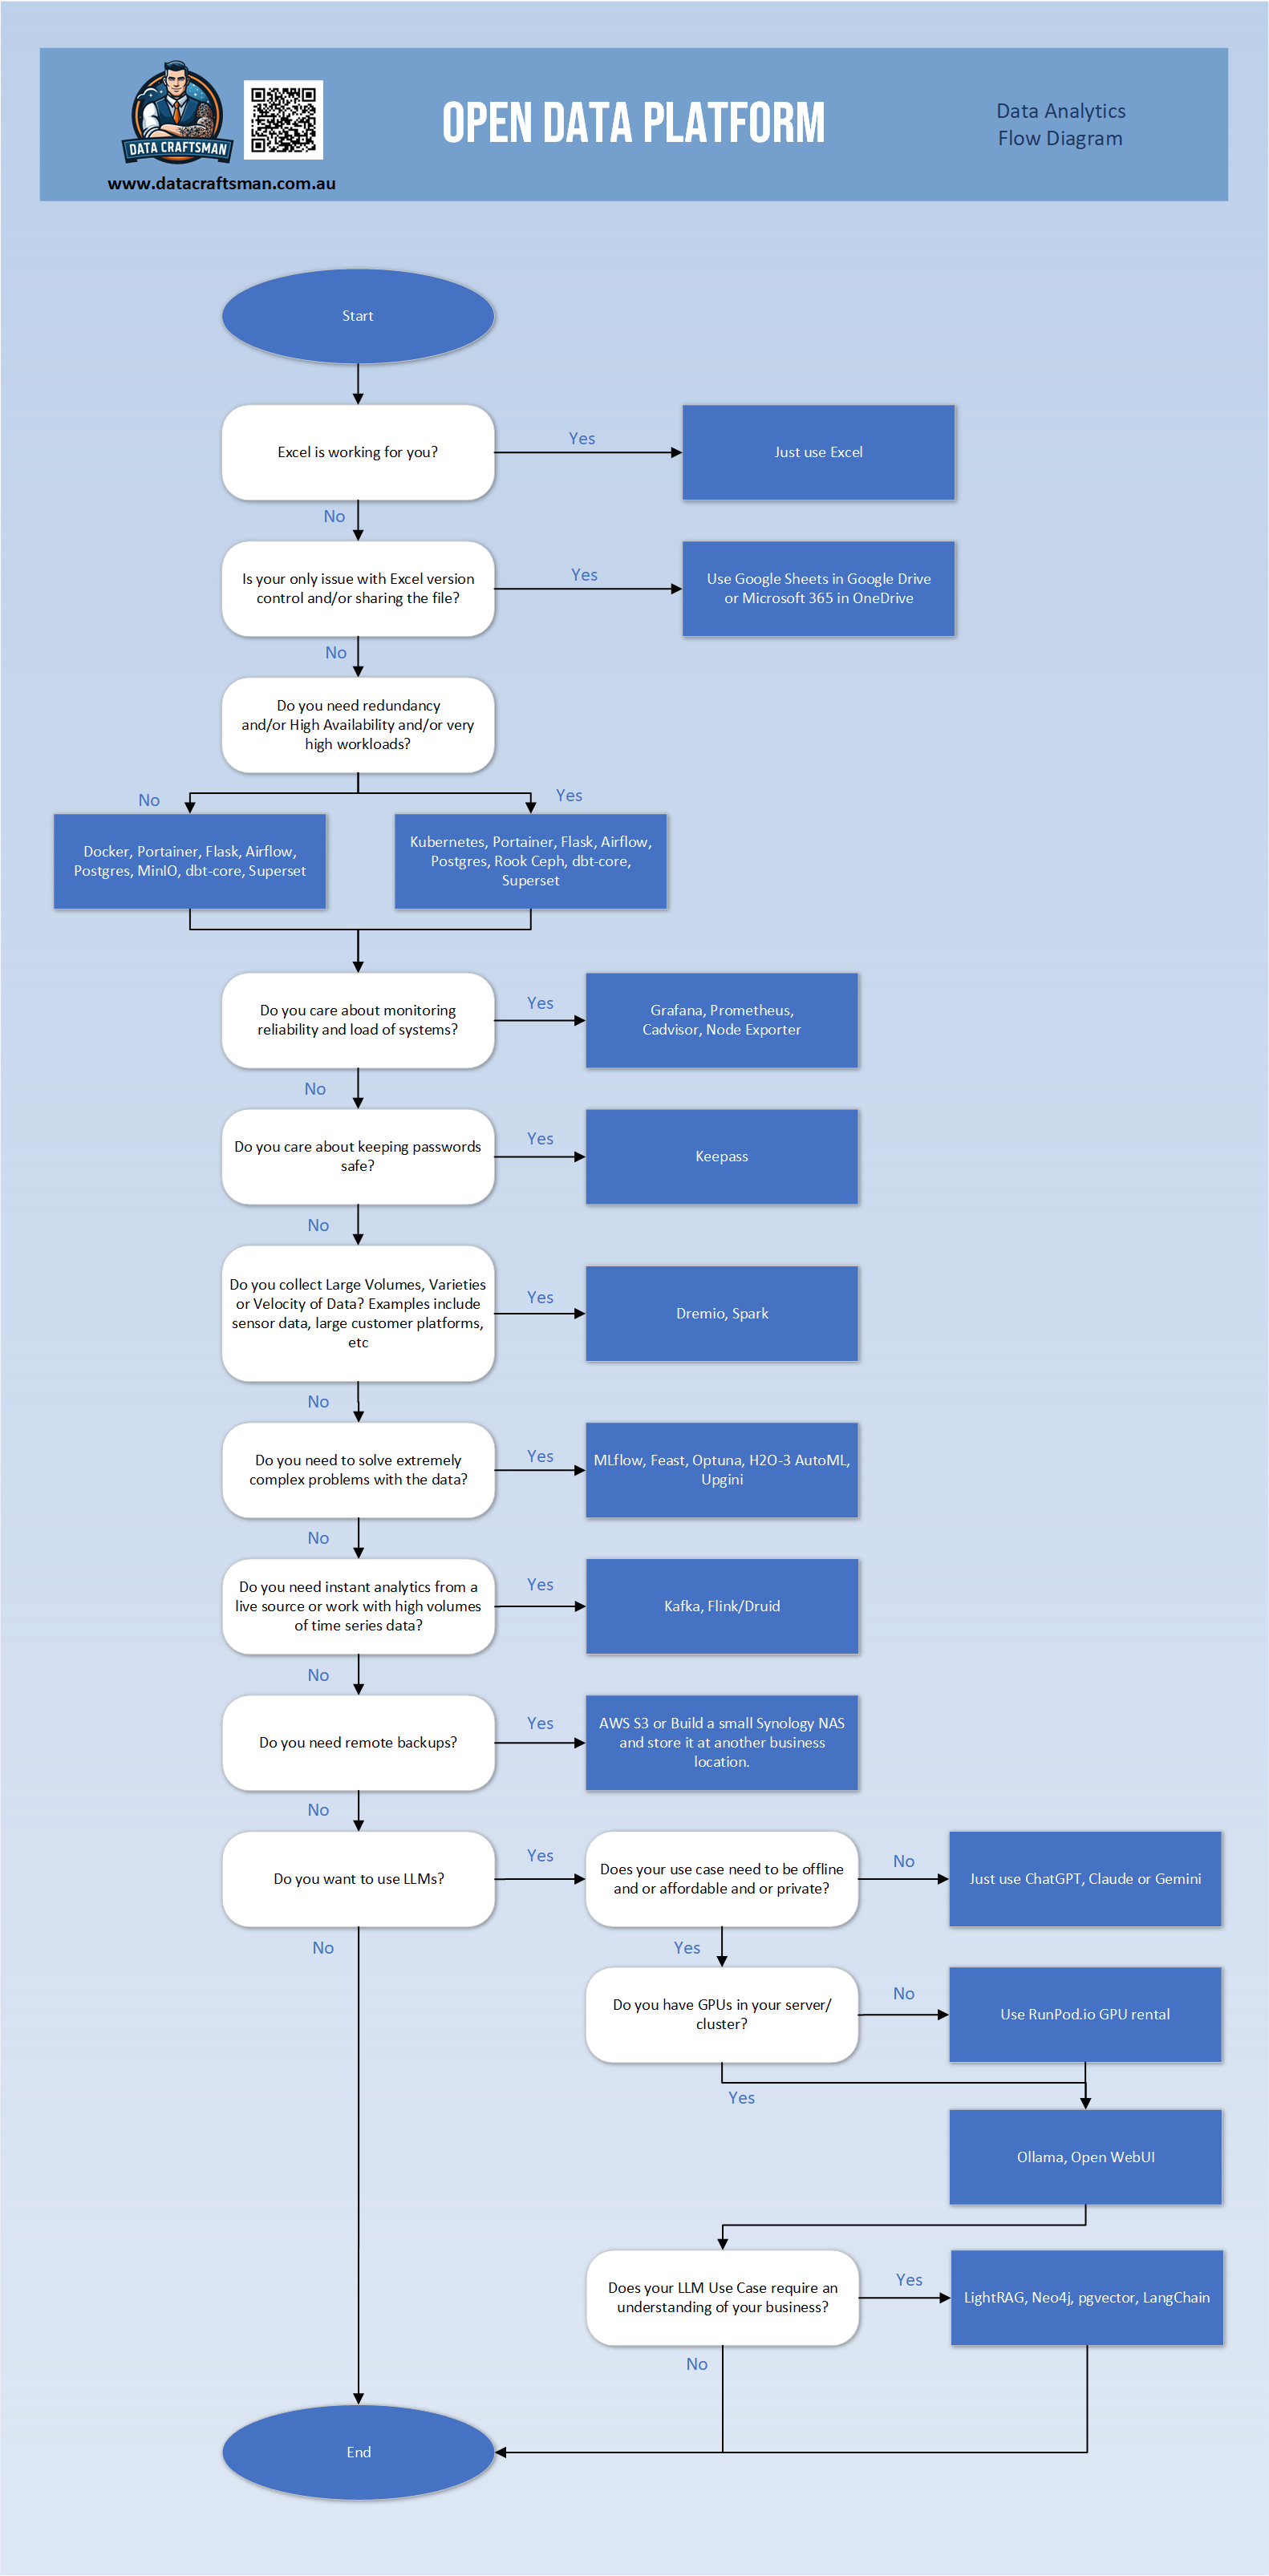 DATA CRAFTSMAN
www.datacraftsman.com.au
OPEN DATA PLATFORM
Data Analytics
Flow Diagram
Start
Excel is working for you?
Yes
Just use Excel
No
Is your only issue with Excel version
control and/or sharing the file?
Yes
Use Google Sheets in Google Drive
or Microsoft 365 in OneDrive
No
Do you need redundancy
and/or High Availability and/or very
high workloads?
No
Yes
Docker, Portainer, Flask, Airflow,
Postgres, MinIO, dbt-core, Superset
Kubernetes, Portainer, Flask, Airflow,
Postgres, Rook Ceph, dbt-core,
Superset
Do you care about monitoring
reliability and load of systems?
Yes
Grafana, Prometheus,
Cadvisor, Node Exporter
No
Do you care about keeping passwords
safe?
Yes
Keepass
No
Do you collect Large Volumes, Varieties
or Velocity of Data? Examples include
sensor data, large customer platforms,
etc
Yes
Dremio, Spark
No
Do you need to solve extremely
complex problems with the data?
Yes
MLflow, Feast, Optuna, H2O-3 AutoML,
Upgini
No
Do you need instant analytics from a
live source or work with high volumes
of time series data?
Yes
Kafka, Flink/Druid
No
Do you need remote backups?
Yes
AWS S3 or Build a small Synology NAS
and store it at another business
location.
No
Do you want to use LLMs?
Yes
Does your use case need to be offline
and or affordable and or private?
No
Just use ChatGPT, Claude or Gemini
No
Yes
Do you have GPUs in your server/
cluster?
No
Use RunPod.io GPU rental
Yes
Ollama, Open WebUI
Does your LLM Use Case require an
understanding of your business?
Yes
LightRAG, Neo4j, pgvector, LangChain
No
End